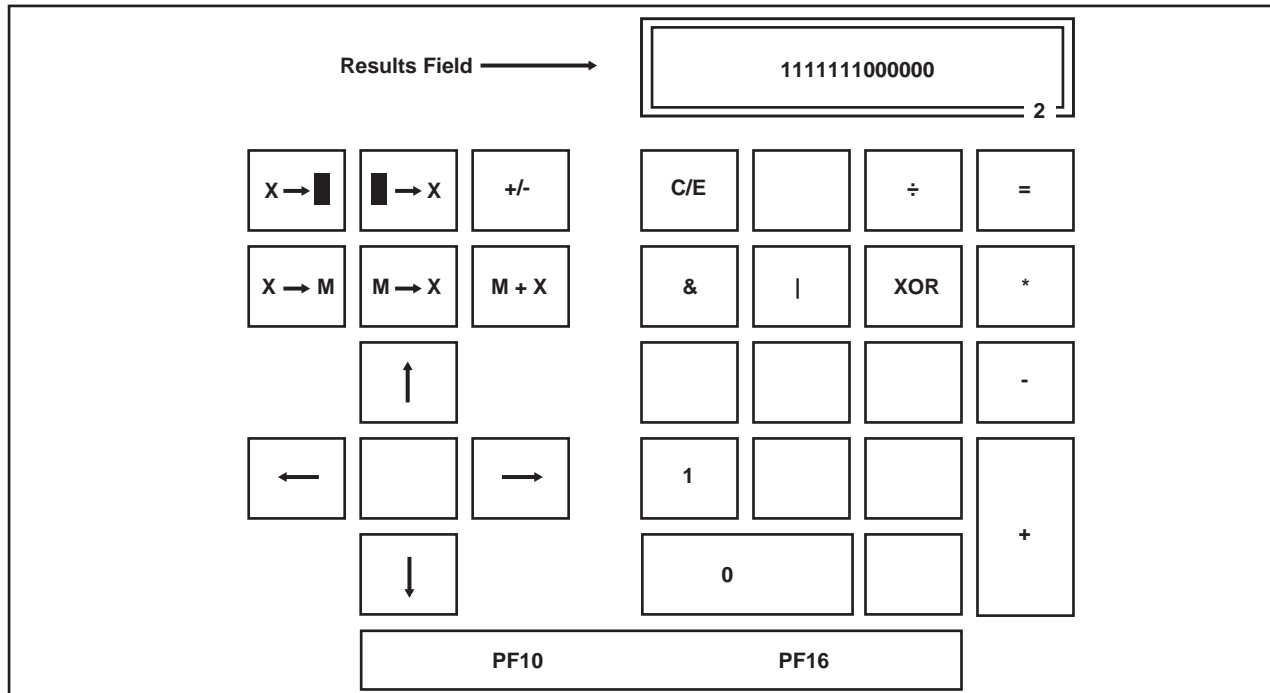 Results Field 1111111000000
2
X → █ █ → X +/- C/E ÷ =
X → M M → X M + X & | XOR *
↑ -
← → 1
+
↓ 0
PF10 PF16